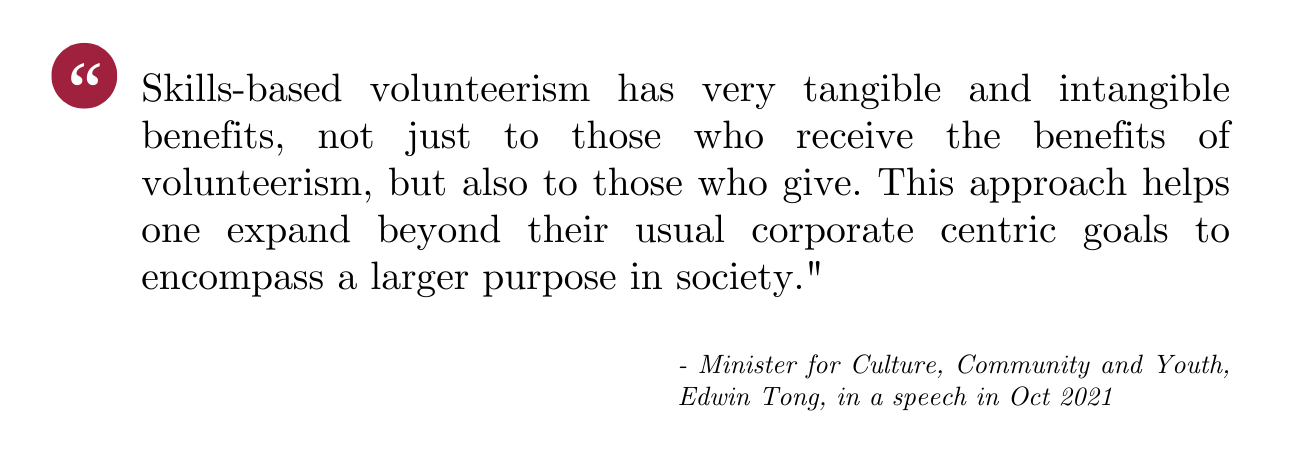 “
Skills-based volunteerism has very tangible and intangible
benefits, not just to those who receive the benefits of
volunteerism, but also to those who give. This approach helps
one expand beyond their usual corporate centric goals to
encompass a larger purpose in society."
- Minister for Culture, Community and Youth,
Edwin Tong, in a speech in Oct 2021